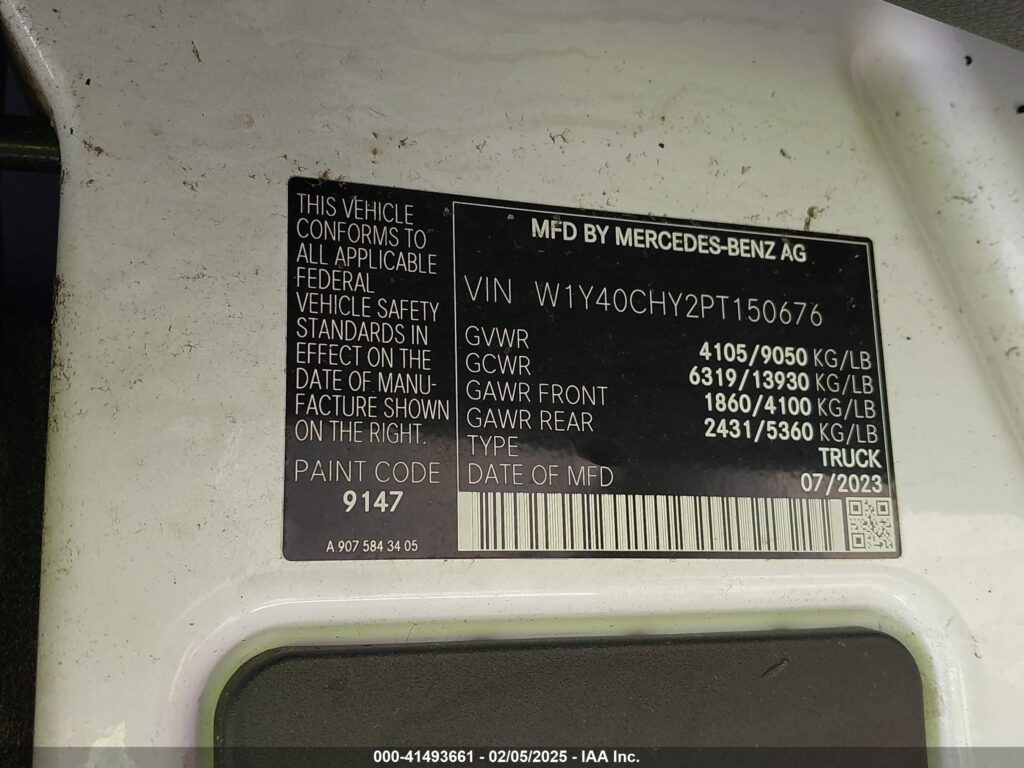 THIS VEHICLE
CONFORMS TO
ALL APPLICABLE
FEDERAL
VEHICLE SAFETY
STANDARDS IN
EFFECT ON THE
DATE OF MANU-
FACTURE SHOWN
ON THE RIGHT.
PAINT CODE
9147
A 907 584 34 05
MFD BY MERCEDES-BENZ AG
VIN W1Y40CHY2PT150676
GVWR 4105/9050 KG/LB
GCWR 6319/13930 KG/LB
GAWR FRONT 1860/4100 KG/LB
GAWR REAR 2431/5360 KG/LB
TYPE TRUCK
DATE OF MFD 07/2023
000-41493661 - 02/05/2025 - IAA Inc.